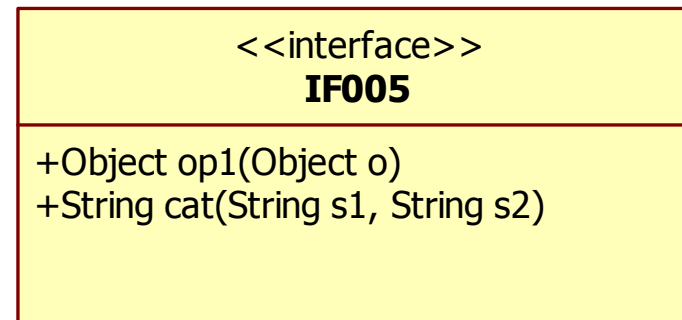 <<interface>>
IF005
+Object op1(Object o)
+String cat(String s1, String s2)